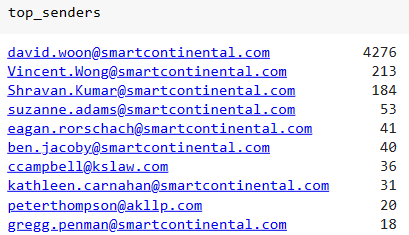 top_senders
david.woon@smartcontinental.com 4276
Vincent.Wong@smartcontinental.com 213
Shravan.Kumar@smartcontinental.com 184
suzanne.adams@smartcontinental.com 53
eagan.rorschach@smartcontinental.com 41
ben.jacoby@smartcontinental.com 40
ccampbell@kslaw.com 36
kathleen.carnahan@smartcontinental.com 31
peterthompson@akllp.com 20
gregg.penman@smartcontinental.com 18